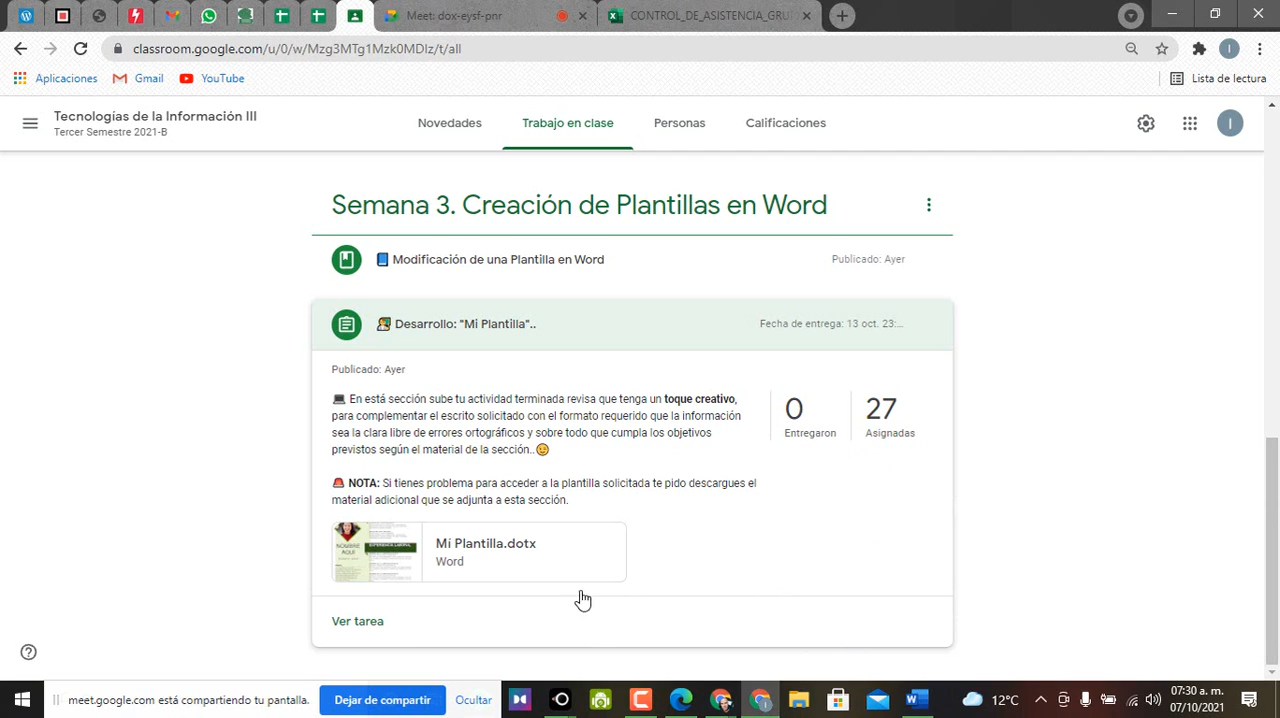 Meet: dox-eysf-pnr
CONTROL_DE_ASISTENCIA_GRU
classroom.google.com/u/0/w/Mzg3MTg1Mzk0MDIz/t/all
Aplicaciones
Gmail
YouTube
Lista de lectura
Tecnologías de la Información III
Tercer Semestre 2021-B
Novedades
Trabajo en clase
Personas
Calificaciones
I
Semana 3. Creación de Plantillas en Word
📘 Modificación de una Plantilla en Word
Publicado: Ayer
Desarrollo: "Mi Plantilla"..
Fecha de entrega: 13 oct. 23:...
Publicado: Ayer
💻 En está sección sube tu actividad terminada revisa que tenga un toque creativo,
para complementar el escrito solicitado con el formato requerido que la información
sea la clara libre de errores ortográficos y sobre todo que cumpla los objetivos
previstos según el material de la sección..😉
0
Entregaron
27
Asignadas
🚨 NOTA: Si tienes problema para acceder a la plantilla solicitada te pido descargues el
material adicional que se adjunta a esta sección.
NOMBRE
AQUÍ
EXPERIENCIA LABORAL
Mí Plantilla.dotx
Word
Ver tarea
meet.google.com está compartiendo tu pantalla.
Dejar de compartir
Ocultar
12°C
07:30 a. m.
07/10/2021